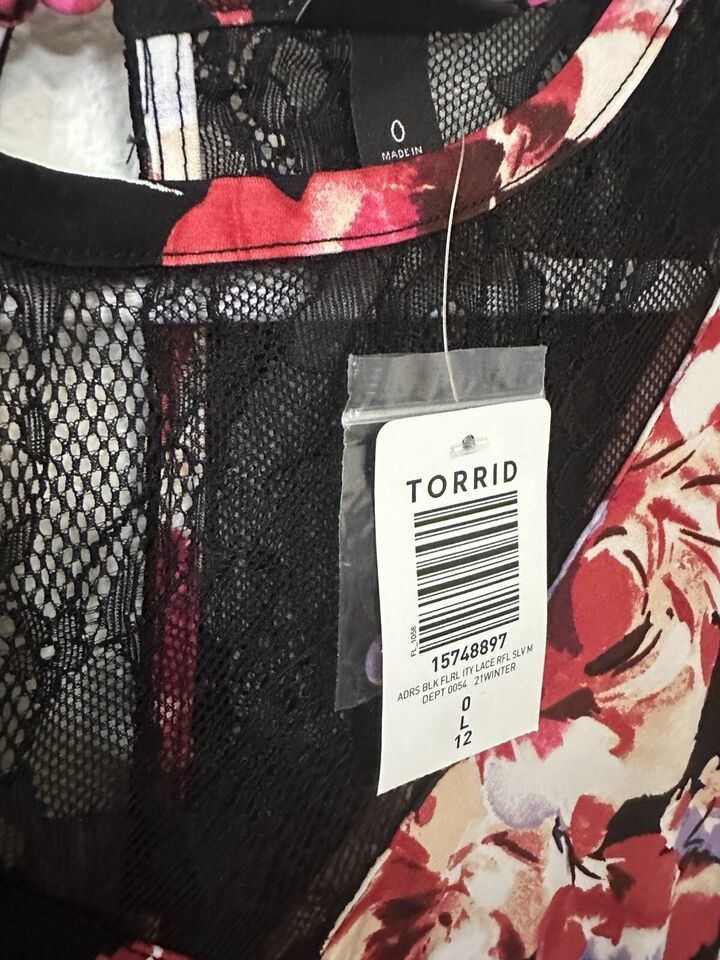 0
MADE IN
TORRID
FL_1058
15748897
ADRS BLK FLRL ITY LACE RFL SLV M
DEPT 0054 21WINTER
0
L
12